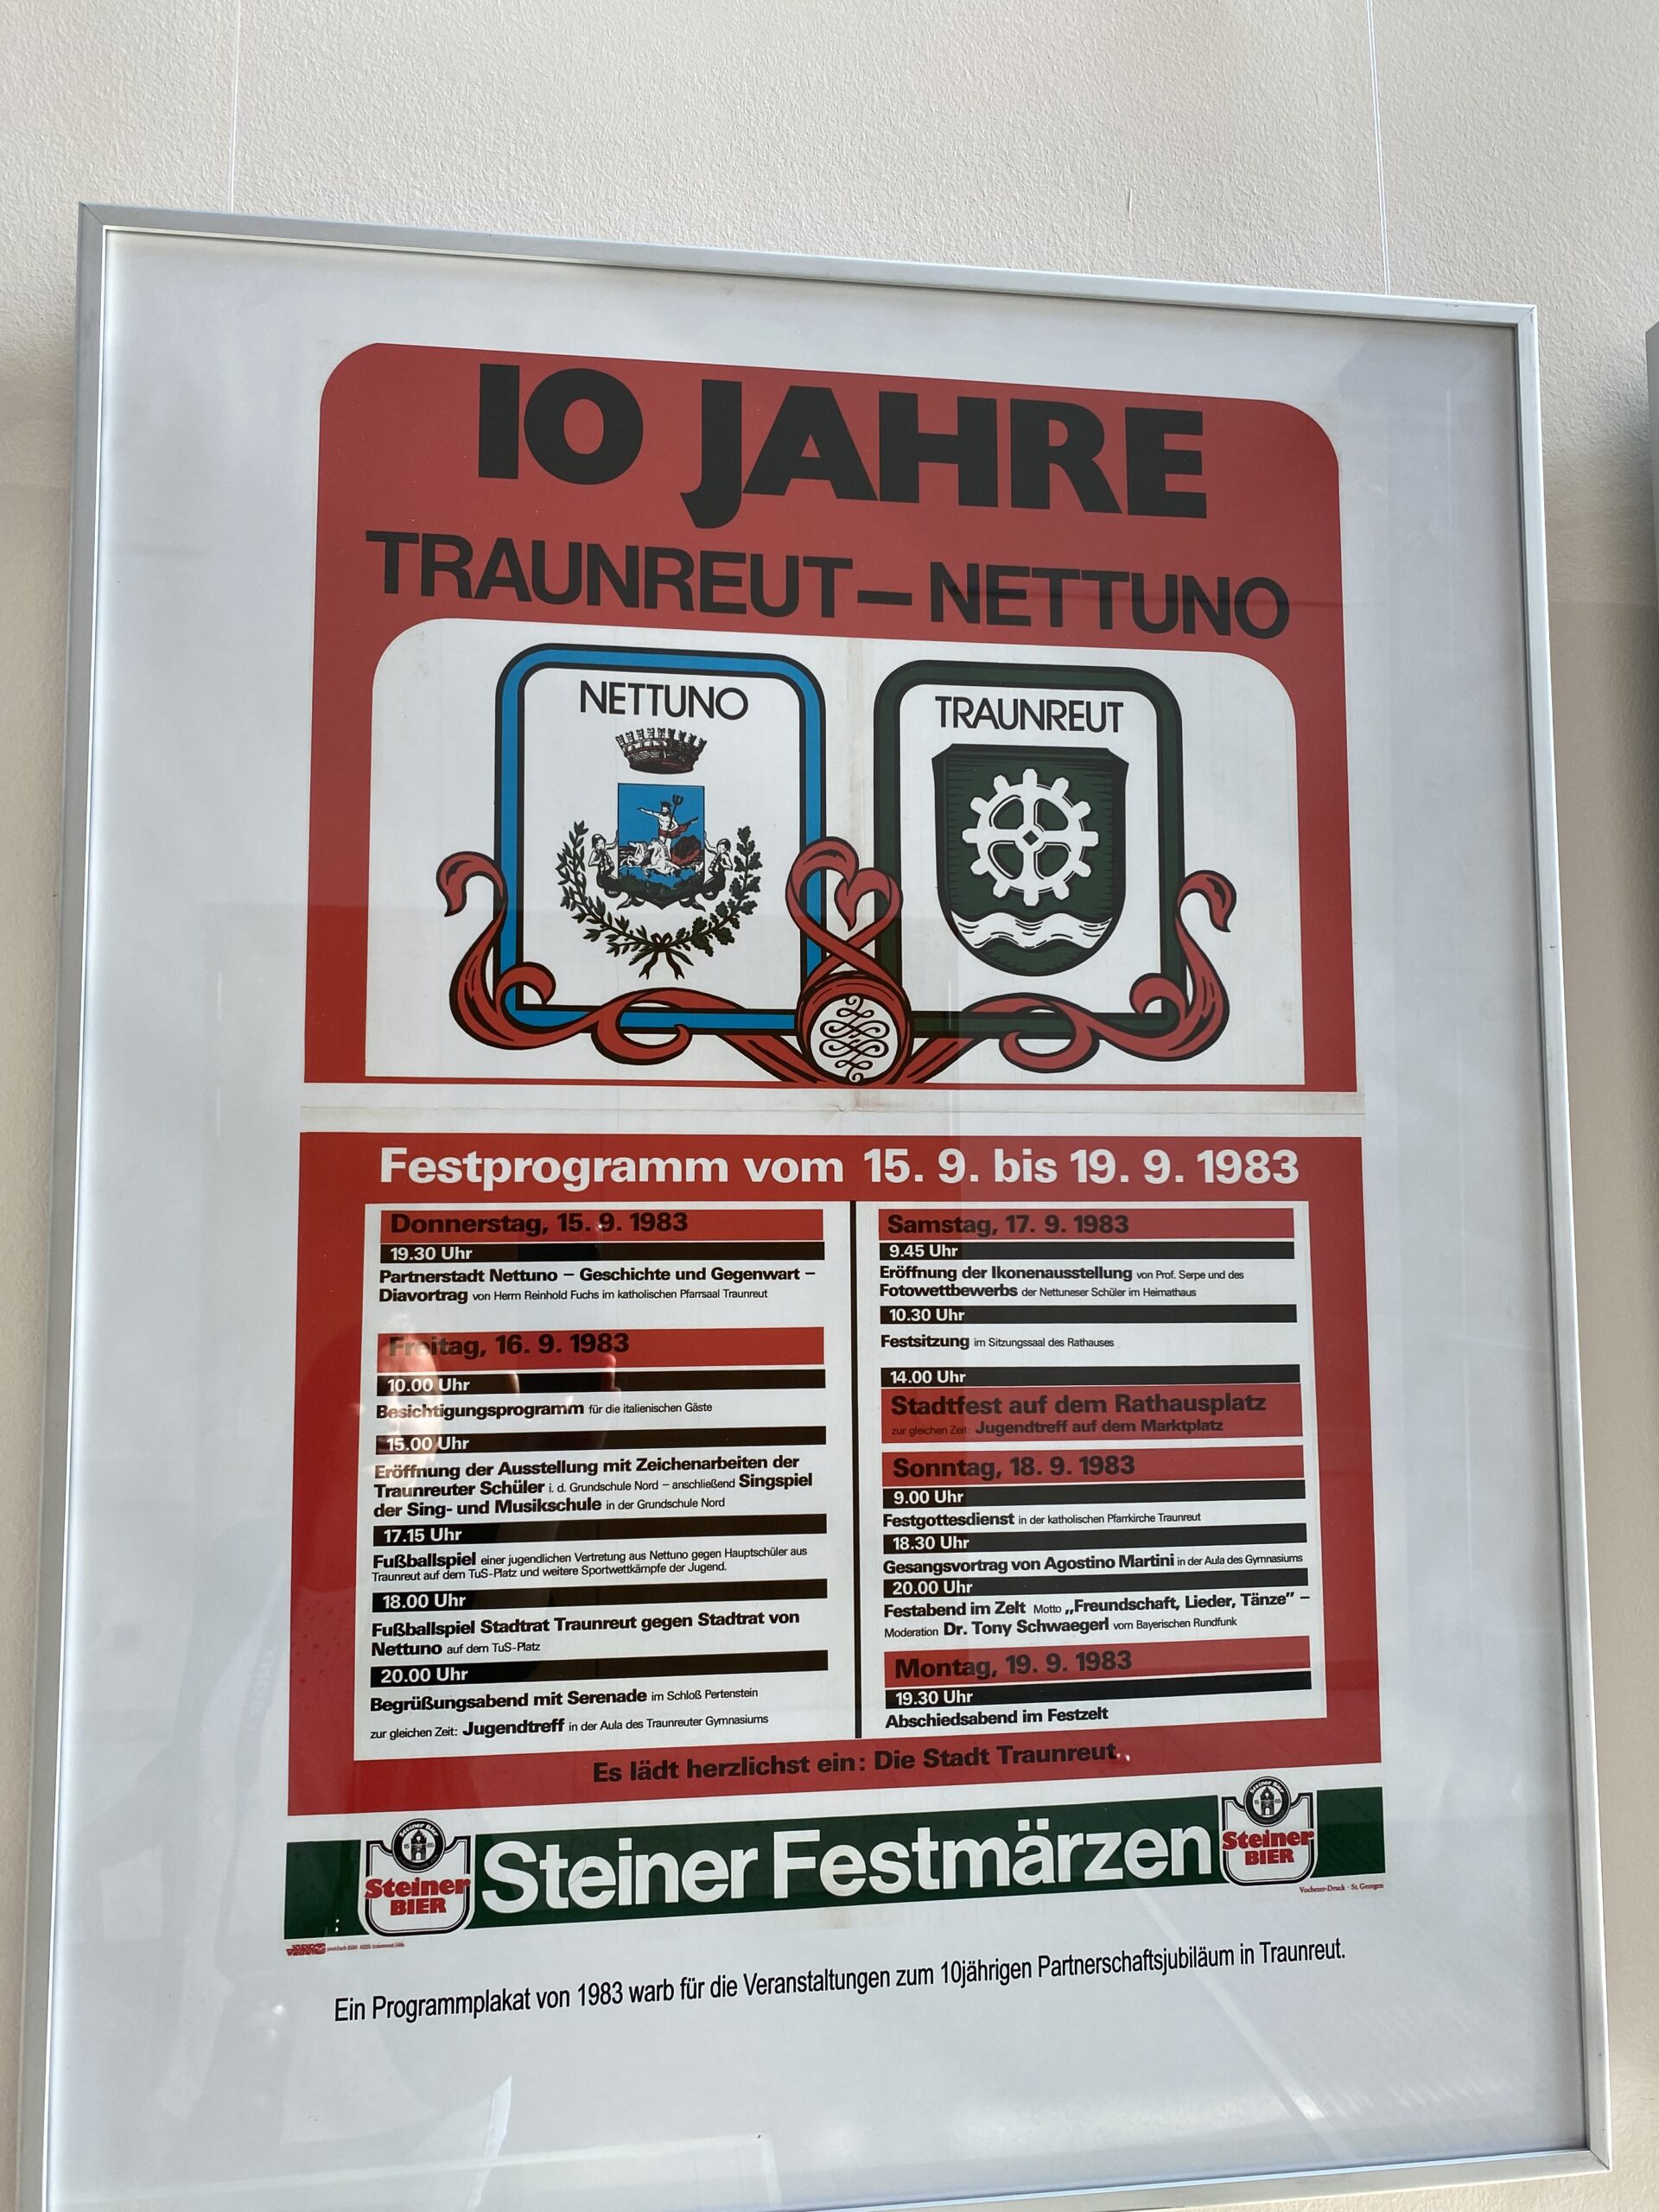 10 JAHRE
TRAUNREUT – NETTUNO
NETTUNO
TRAUNREUT
Festprogramm vom 15. 9. bis 19. 9. 1983
Donnerstag, 15. 9. 1983
19.30 Uhr
Partnerstadt Nettuno – Geschichte und Gegenwart –
Diavortrag von Herrn Reinhold Fuchs im katholischen Pfarrsaal Traunreut
Freitag, 16. 9. 1983
10.00 Uhr
Besichtigungsprogramm für die italienischen Gäste
15.00 Uhr
Eröffnung der Ausstellung mit Zeichenarbeiten der
Traunreuter Schüler i. d. Grundschule Nord – anschließend Singspiel
der Sing- und Musikschule in der Grundschule Nord
17.15 Uhr
Fußballspiel einer jugendlichen Vertretung aus Nettuno gegen Hauptschüler aus
Traunreut auf dem TuS-Platz und weitere Sportwettkämpfe der Jugend.
18.00 Uhr
Fußballspiel Stadtrat Traunreut gegen Stadtrat von
Nettuno auf dem TuS-Platz
20.00 Uhr
Begrüßungsabend mit Serenade im Schloß Pertenstein
zur gleichen Zeit: Jugendtreff in der Aula des Traunreuter Gymnasiums
Samstag, 17. 9. 1983
9.45 Uhr
Eröffnung der Ikonenausstellung von Prof. Serpe und des
Fotowettbewerbs der Nettuneser Schüler im Heimathaus
10.30 Uhr
Festsitzung im Sitzungssaal des Rathauses
14.00 Uhr
Stadtfest auf dem Rathausplatz
zur gleichen Zeit: Jugendtreff auf dem Marktplatz
Sonntag, 18. 9. 1983
9.00 Uhr
Festgottesdienst in der katholischen Pfarrkirche Traunreut
18.30 Uhr
Gesangsvortrag von Agostino Martini in der Aula des Gymnasiums
20.00 Uhr
Festabend im Zelt Motto „Freundschaft, Lieder, Tänze" –
Moderation Dr. Tony Schwaegerl vom Bayerischen Rundfunk
Montag, 19. 9. 1983
19.30 Uhr
Abschiedsabend im Festzelt
Es lädt herzlichst ein: Die Stadt Traunreut
Steiner Bier
Steiner
BIER
Steiner Festmärzen
Steiner Bier
Steiner
BIER
Vochezer-Druck · St. Georgen
Ein Programmplakat von 1983 warb für die Veranstaltungen zum 10jährigen Partnerschaftsjubiläum in Traunreut.